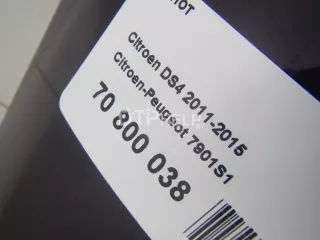 Citroen DS4 2011-2015
Citroen-Peugeot 7901S1
70 800 038